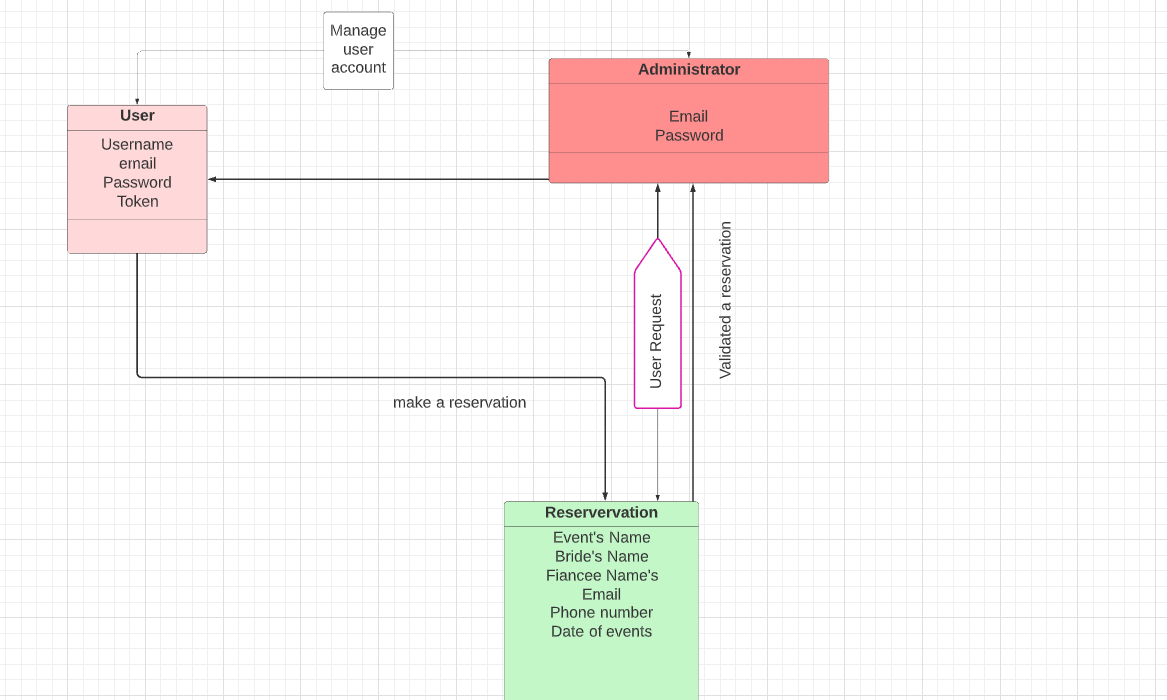 Manage
user
account
Administrator
Email
Password
User
Username
email
Password
Token
User Request
Validated a reservation
make a reservation
Reservervation
Event's Name
Bride's Name
Fiancee Name's
Email
Phone number
Date of events